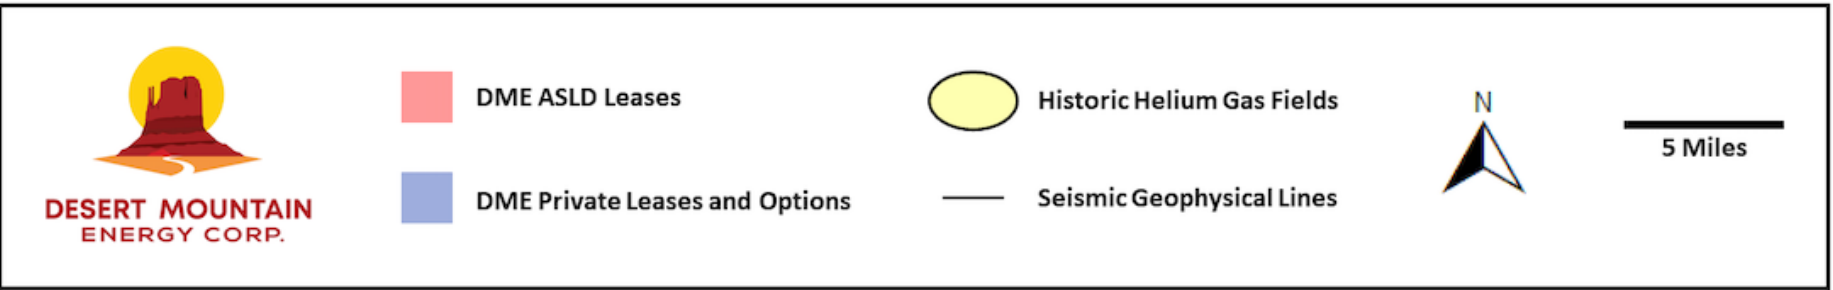 DESERT MOUNTAIN
ENERGY CORP.
DME ASLD Leases
DME Private Leases and Options
Historic Helium Gas Fields
Seismic Geophysical Lines
N
5 Miles